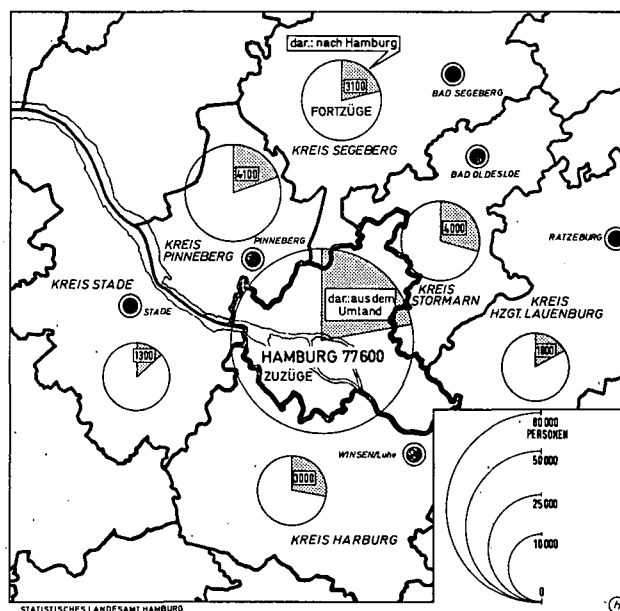 dar.: nach Hamburg
3100
FORTZÜGE
KREIS SEGEBERG
BAD SEGEBERG
BAD OLDESLOE
4100
KREIS
PINNEBERG
PINNEBERG
4000
KREIS
STORMARN
RATZEBURG
KREIS STADE
STADE
1300
dar.: aus dem
Umland
HAMBURG 77600
ZUZÜGE
KREIS
HZGT. LAUENBURG
1800
WINSEN/Luhe
3000
KREIS HARBURG
80 000
PERSONEN
50 000
25 000
10 000
0
STATISTISCHES LANDESAMT HAMBURG